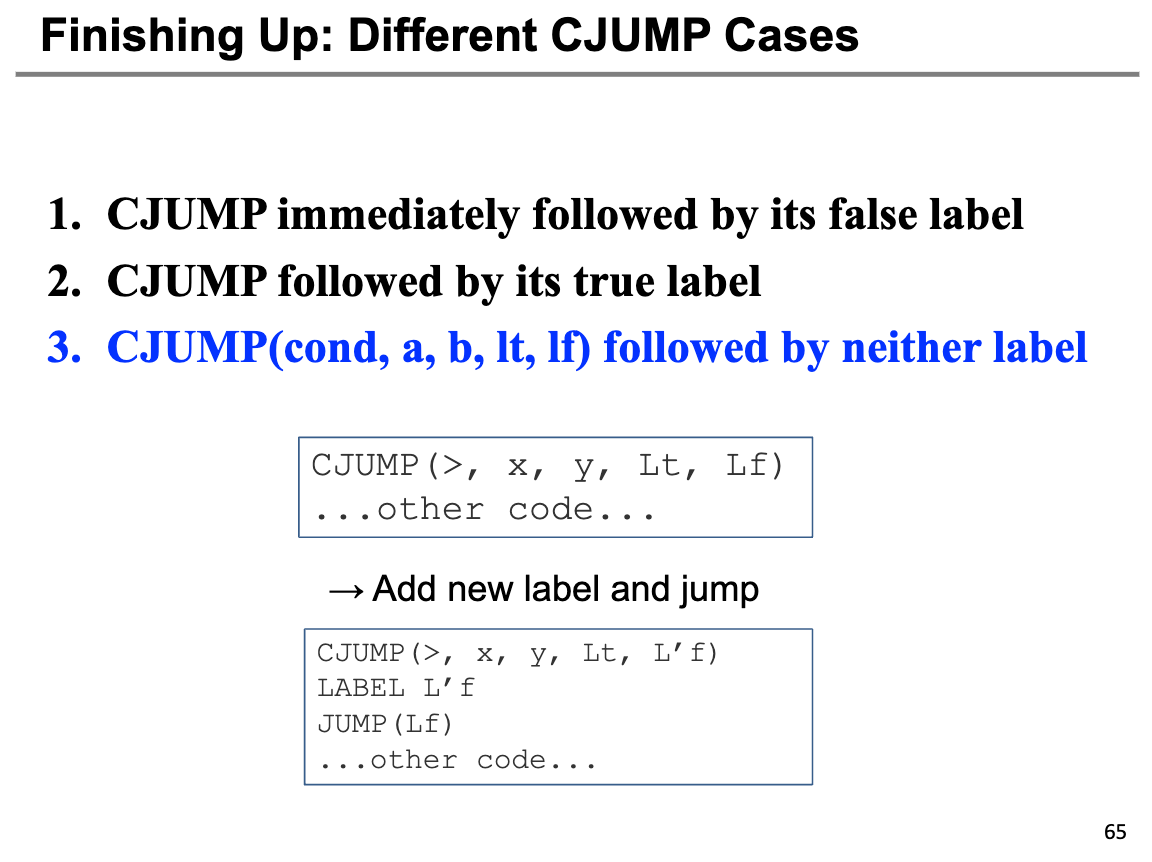 Finishing Up: Different CJUMP Cases
1. CJUMP immediately followed by its false label
2. CJUMP followed by its true label
3. CJUMP(cond, a, b, lt, lf) followed by neither label
CJUMP(>, x, y, Lt, Lf)
...other code...
→ Add new label and jump
CJUMP(>, x, y, Lt, L’f)
LABEL L’f
JUMP(Lf)
...other code...
65